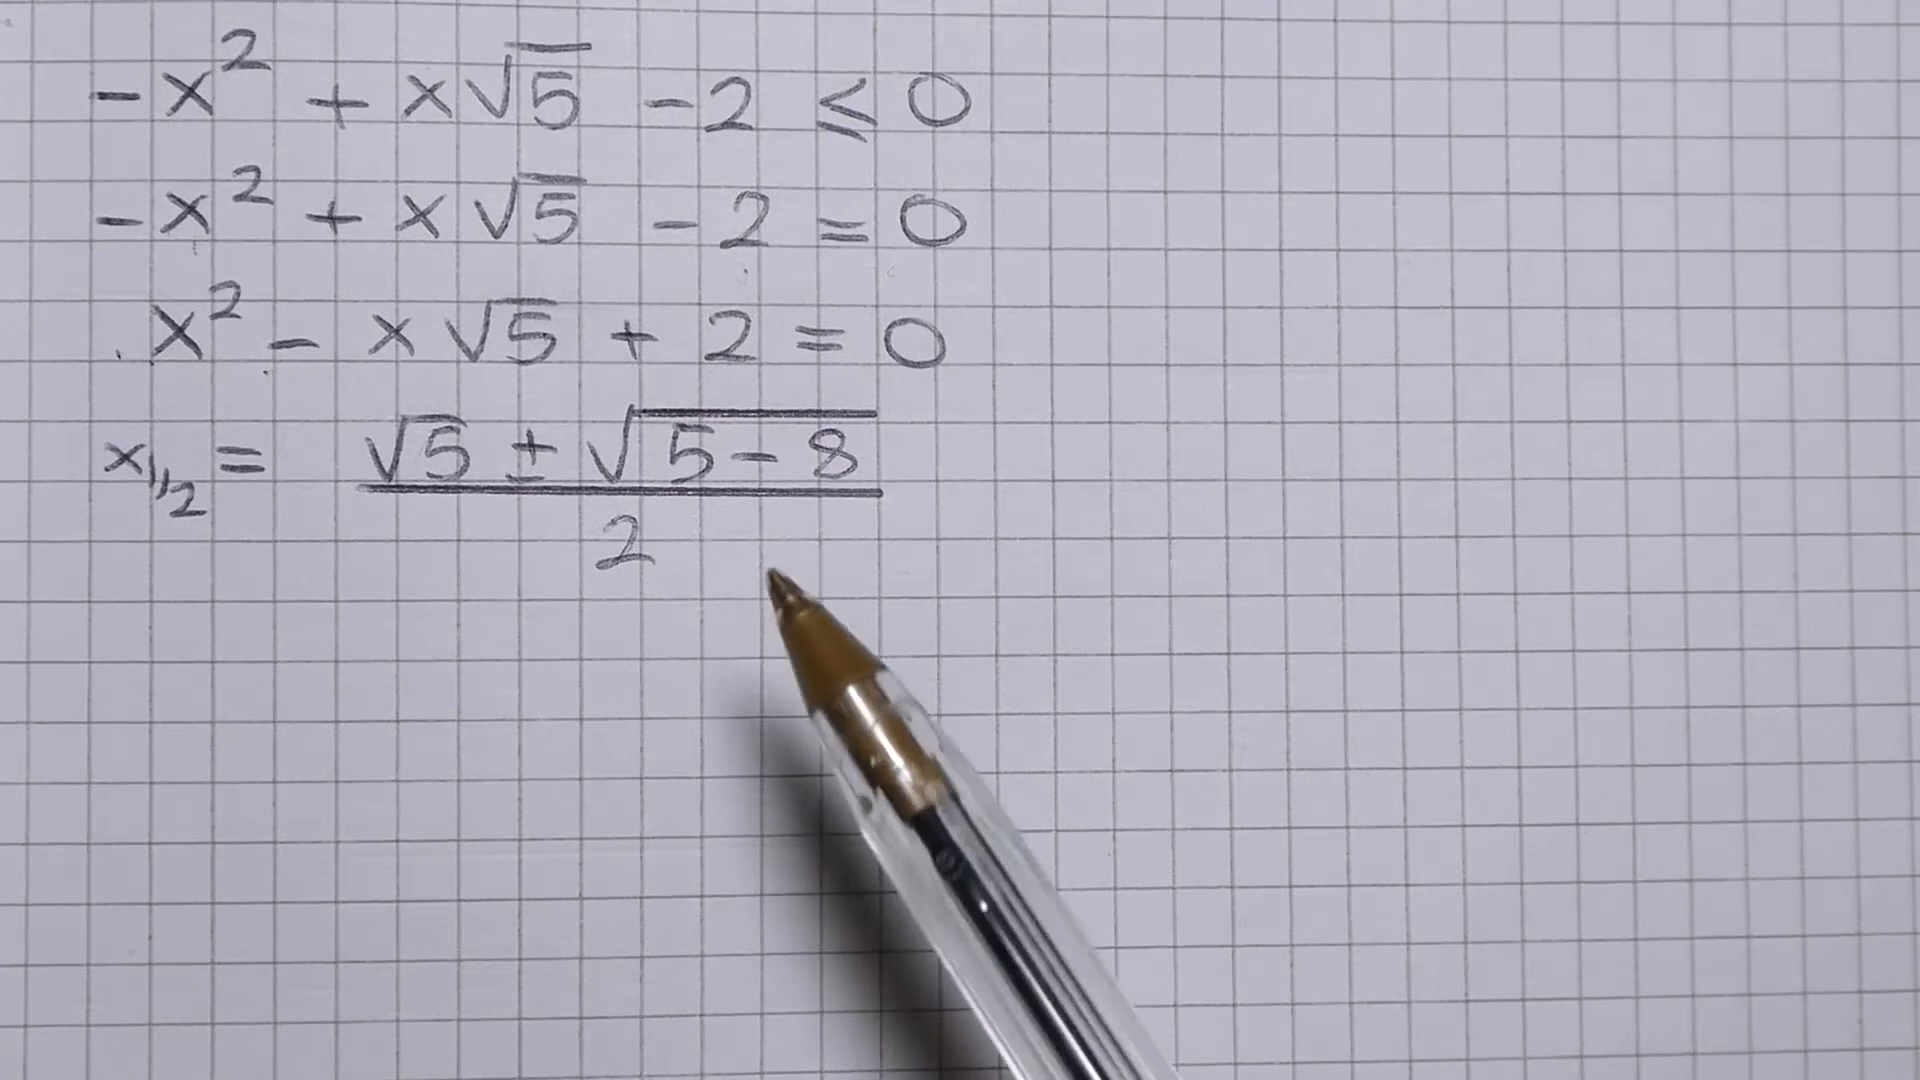 -x² + x√5 - 2 ≤ 0
-x² + x√5 - 2 = 0
x² - x√5 + 2 = 0
x₁/₂ = (√5 ± √(5 - 8)) / 2